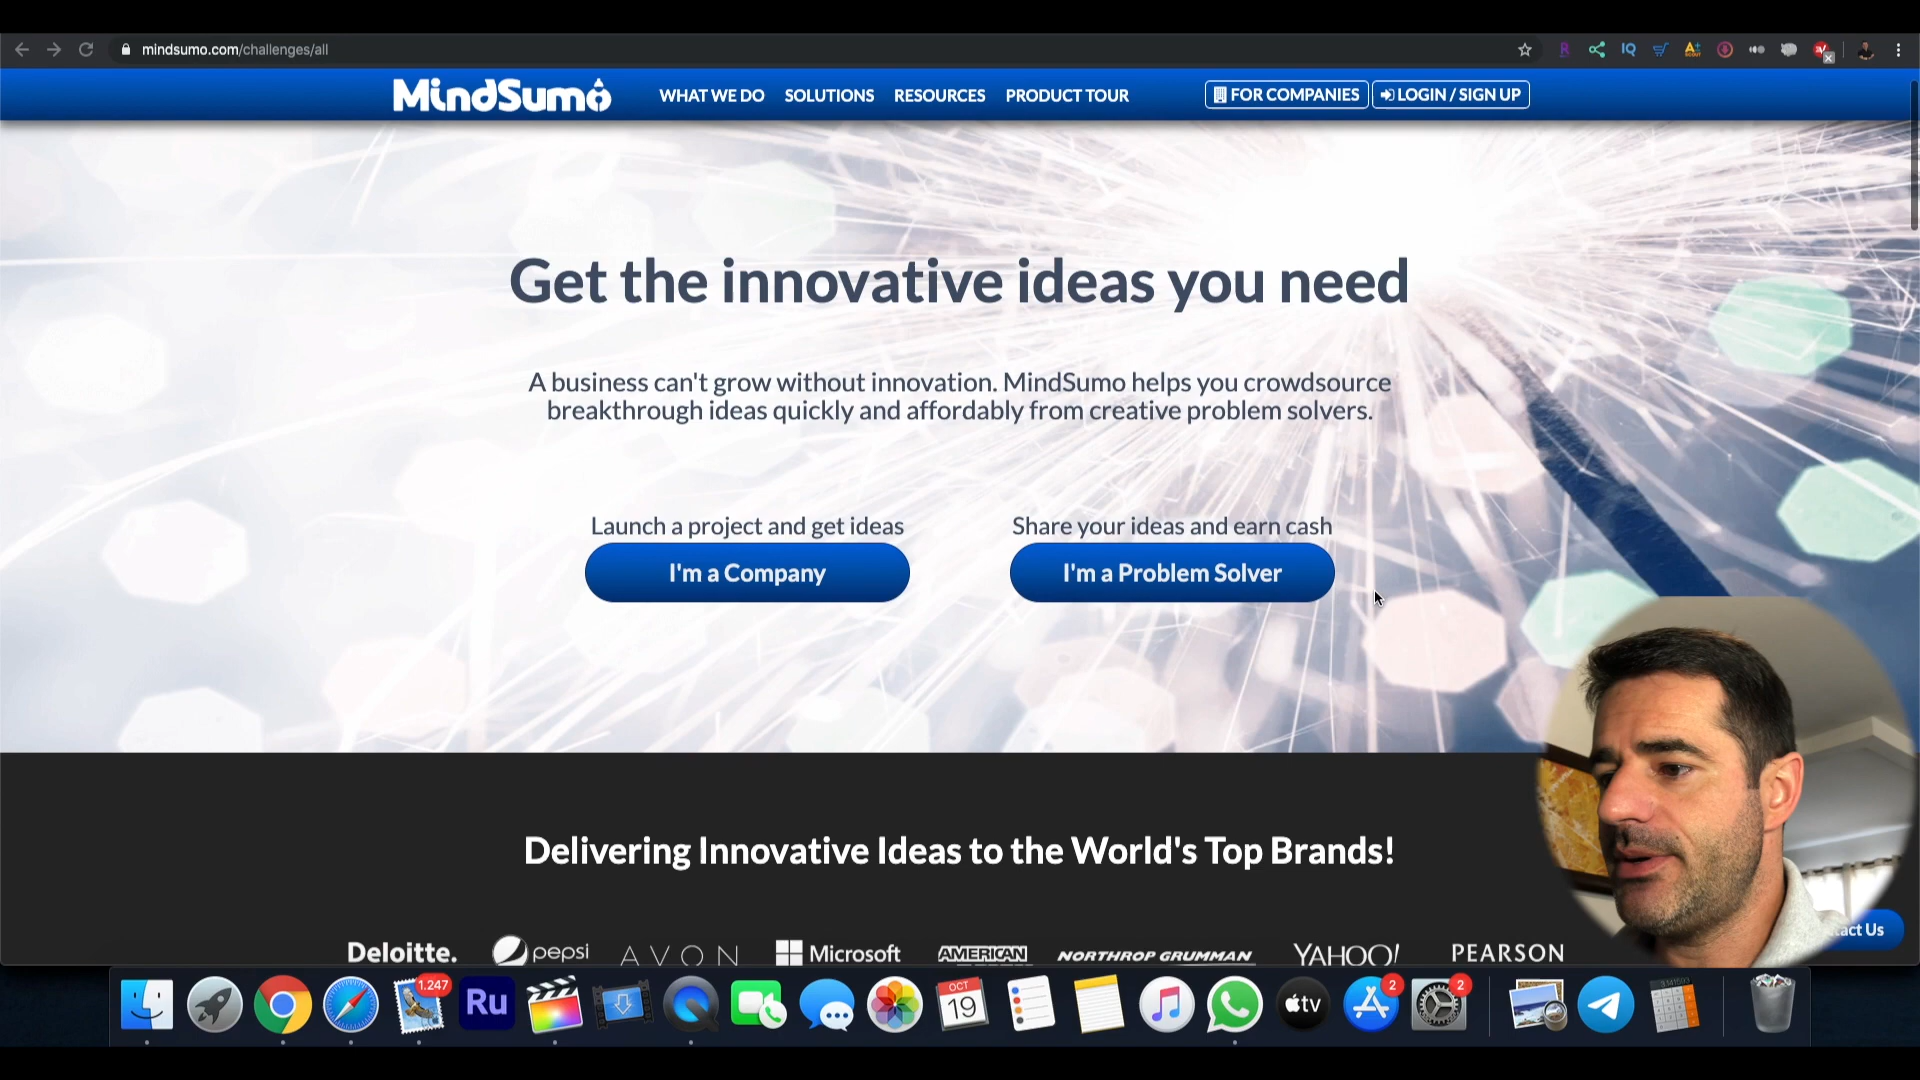 mindsumo.com/challenges/all
MindSumo
WHAT WE DO
SOLUTIONS
RESOURCES
PRODUCT TOUR
FOR COMPANIES
LOGIN / SIGN UP
Get the innovative ideas you need
A business can't grow without innovation. MindSumo helps you crowdsource
breakthrough ideas quickly and affordably from creative problem solvers.
Launch a project and get ideas
I'm a Company
Share your ideas and earn cash
I'm a Problem Solver
Delivering Innovative Ideas to the World's Top Brands!
Deloitte.
pepsi
AVON
Microsoft
AMERICAN
NORTHROP GRUMMAN
YAHOO!
PEARSON
act Us
1.247
Ru
OCT
19
tv
2
2